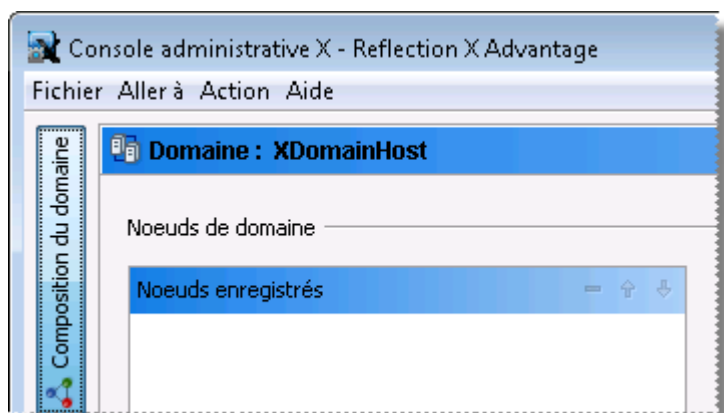 Console administrative X - Reflection X Advantage
Fichier Aller à Action Aide
Composition du domaine
Domaine : XDomainHost
Noeuds de domaine
Noeuds enregistrés